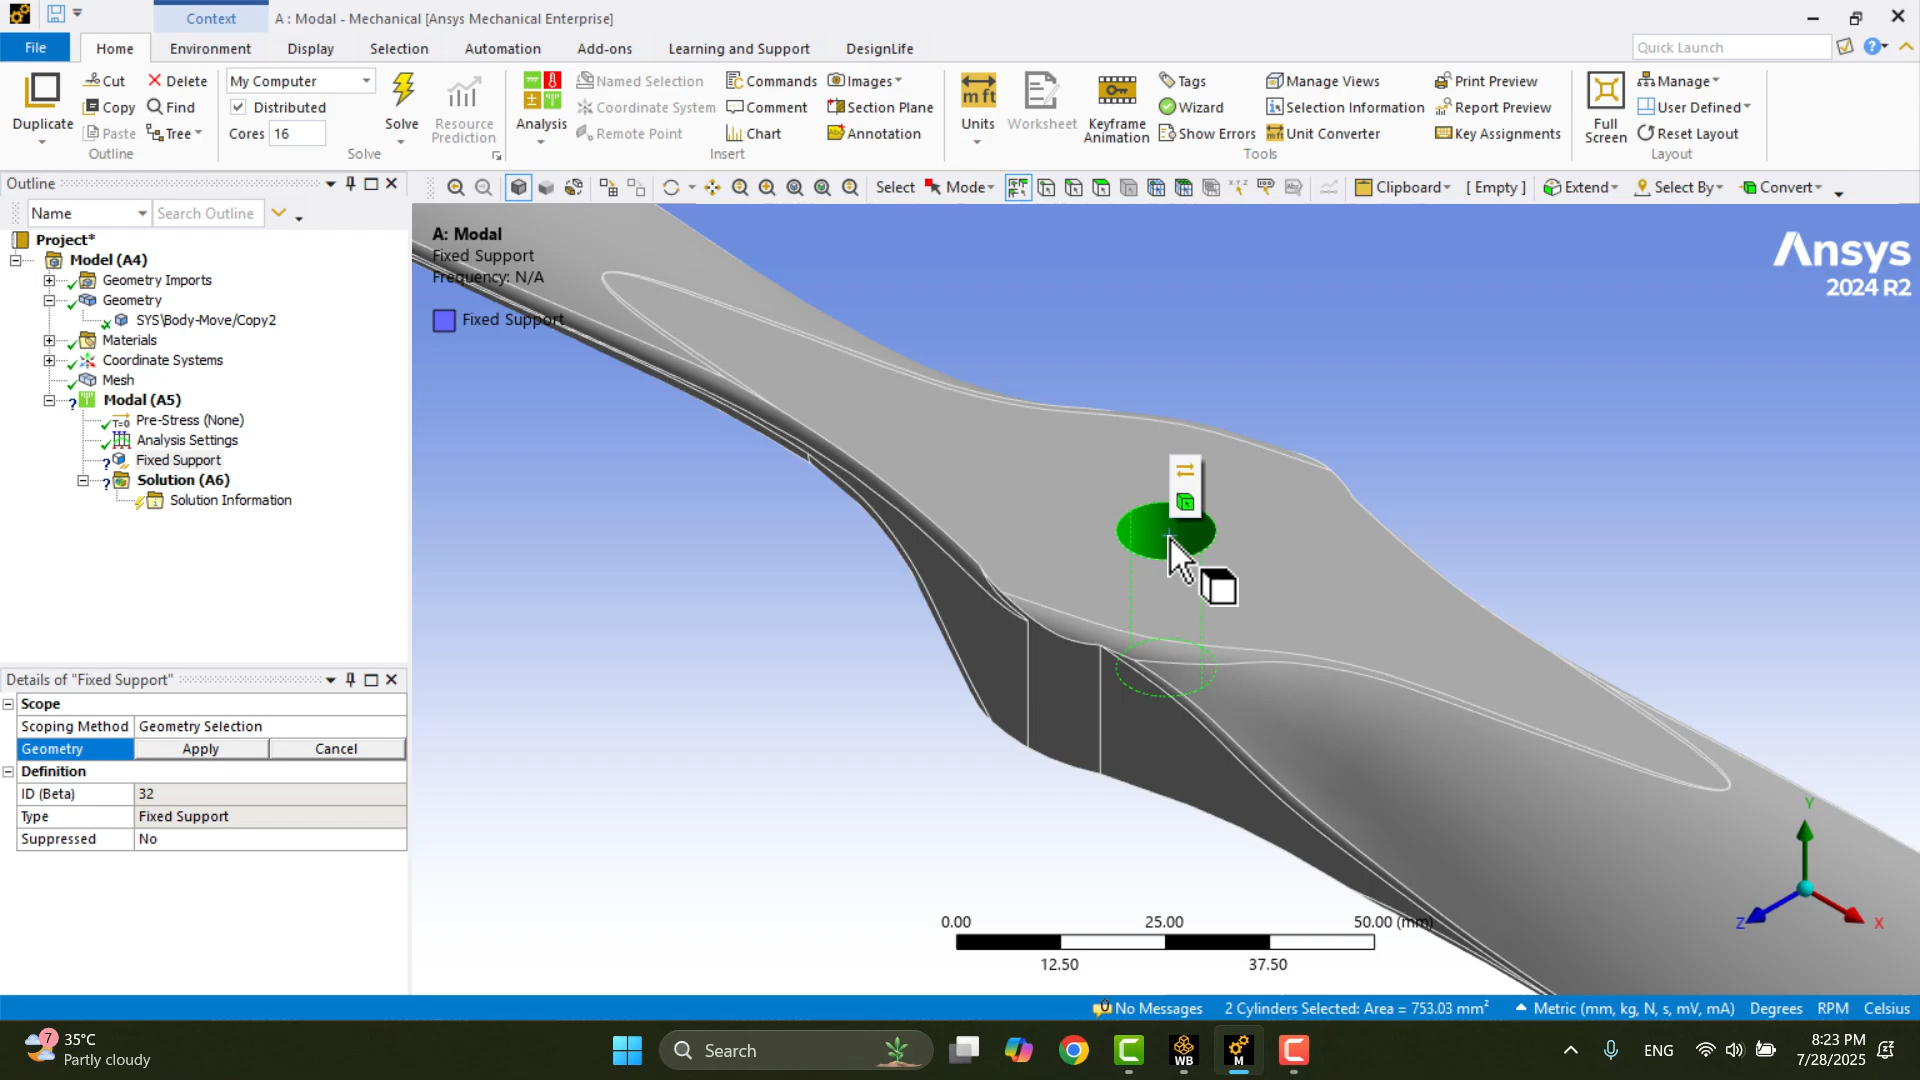 Context
A : Modal - Mechanical [Ansys Mechanical Enterprise]
File Home Environment Display Selection Automation Add-ons Learning and Support DesignLife
Quick Launch
Duplicate
Cut
Copy
Paste
Delete
Find
Tree
Outline
My Computer
Distributed
Cores 16
Solve
Resource Prediction
Solve
Analysis
Named Selection
Coordinate System
Remote Point
Commands
Comment
Chart
Images
Section Plane
Annotation
Insert
m ft
Units
Worksheet
Keyframe Animation
Tags
Wizard
Show Errors
Manage Views
Selection Information
Unit Converter
Print Preview
Report Preview
Key Assignments
Tools
Full Screen
Manage
User Defined
Reset Layout
Layout
Outline
Name
Search Outline
Select Mode Clipboard [ Empty ] Extend Select By Convert
Project*
Model (A4)
Geometry Imports
Geometry
SYS\Body-Move/Copy2
Materials
Coordinate Systems
Mesh
Modal (A5)
T=0 Pre-Stress (None)
Analysis Settings
Fixed Support
Solution (A6)
Solution Information
Details of "Fixed Support"
Scope
Scoping Method Geometry Selection
Geometry Apply Cancel
Definition
ID (Beta) 32
Type Fixed Support
Suppressed No
A: Modal
Fixed Support
Frequency: N/A
Fixed Support
Ansys
2024 R2
0.00 25.00 50.00 (mm)
12.50 37.50
Y
Z
X
No Messages 2 Cylinders Selected: Area = 753.03 mm² Metric (mm, kg, N, s, mV, mA) Degrees RPM Celsius
7
35°C
Partly cloudy
Search
WB
M
ENG
8:23 PM
7/28/2025